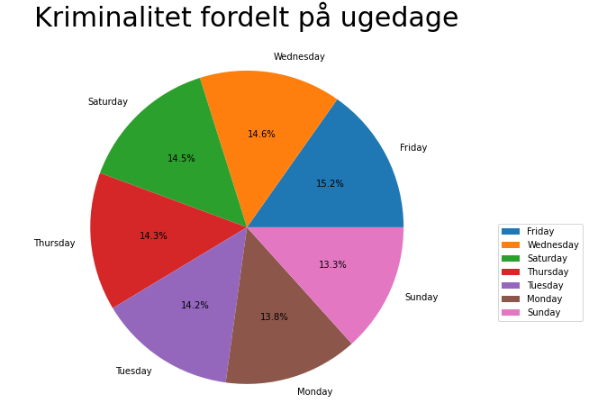 Kriminalitet fordelt på ugedage
Wednesday
Saturday
Friday
14.6%
14.5%
15.2%
Thursday
14.3%
13.3%
14.2%
13.8%
Sunday
Tuesday
Monday
Friday
Wednesday
Saturday
Thursday
Tuesday
Monday
Sunday